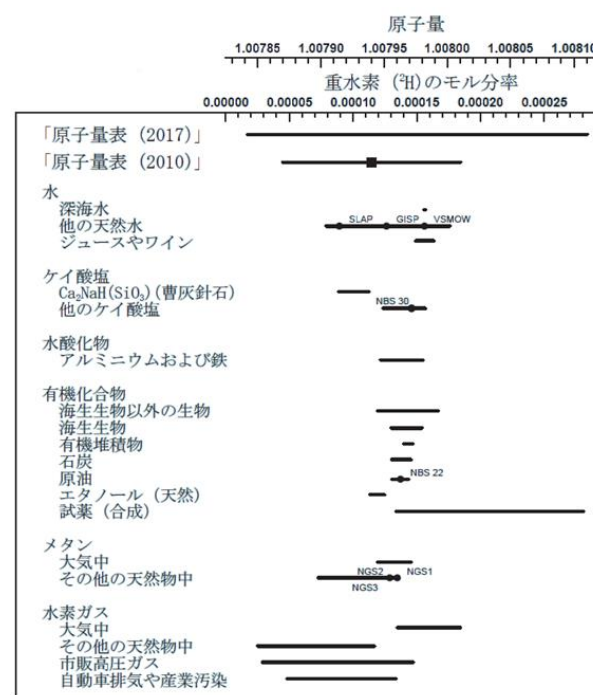 原子量
1.00785 1.00790 1.00795 1.00800 1.00805 1.00810
重水素 (²H)のモル分率
0.00000 0.00005 0.00010 0.00015 0.00020 0.00025
「原子量表(2017)」
「原子量表(2010)」
水
深海水
他の天然水 SLAP GISP VSMOW
ジュースやワイン
ケイ酸塩
Ca₂NaH(SiO₃)(曹灰針石)
他のケイ酸塩 NBS 30
水酸化物
アルミニウムおよび鉄
有機化合物
海生生物以外の生物
海生生物
有機堆積物
石炭
原油 NBS 22
エタノール(天然)
試薬(合成)
メタン
大気中
その他の天然物中 NGS2 NGS1
NGS3
水素ガス
大気中
その他の天然物中
市販高圧ガス
自動車排気や産業汚染